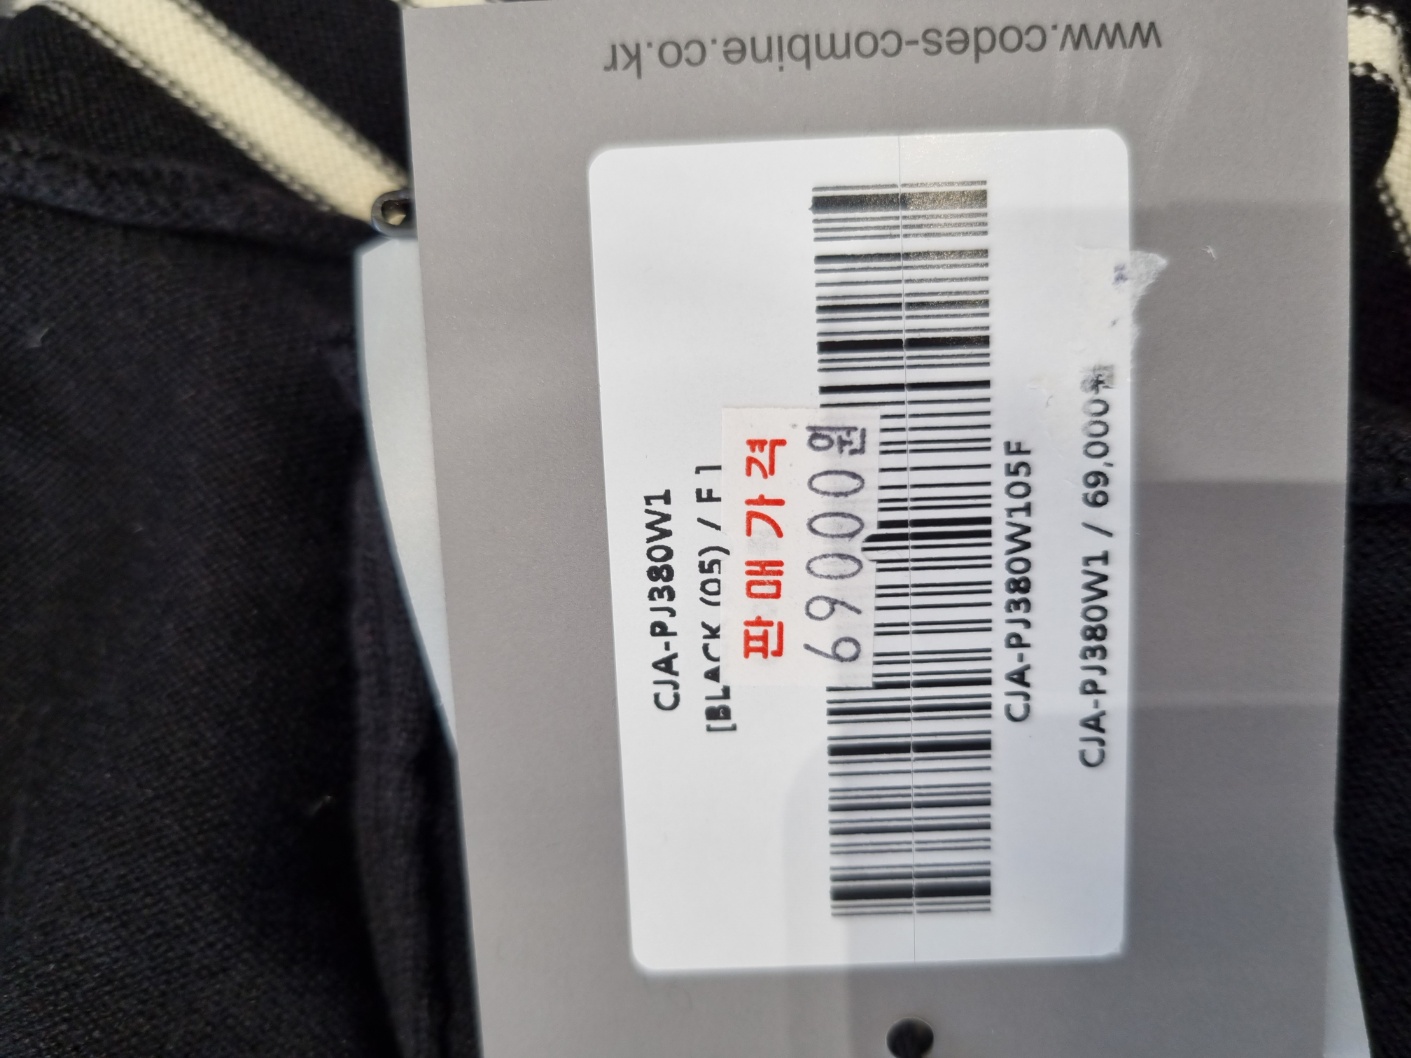 www.codes-combine.co.kr
CJA-PJ380W1
[BLACK (05) / F]
판매가격
69000원
CJA-PJ380W105F
CJA-PJ380W1 / 69,000원